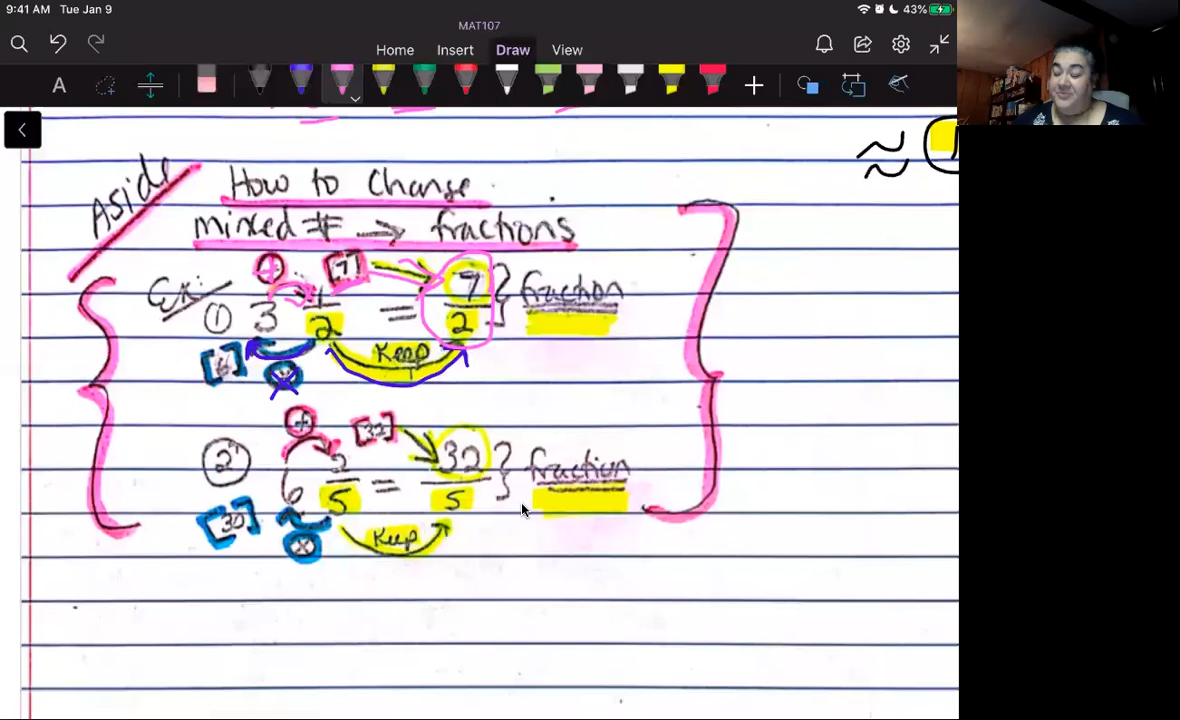 9:41 AM Tue Jan 9
43%
MAT107
Home Insert Draw View
A
Aside
How to Change
mixed # → fractions
Ex:
① 3 1/2 = 7/2 } fraction
+ [7]
[6] × Keep
② 6 2/5 = 32/5 } fraction
+ [32]
[30] × Keep
≈